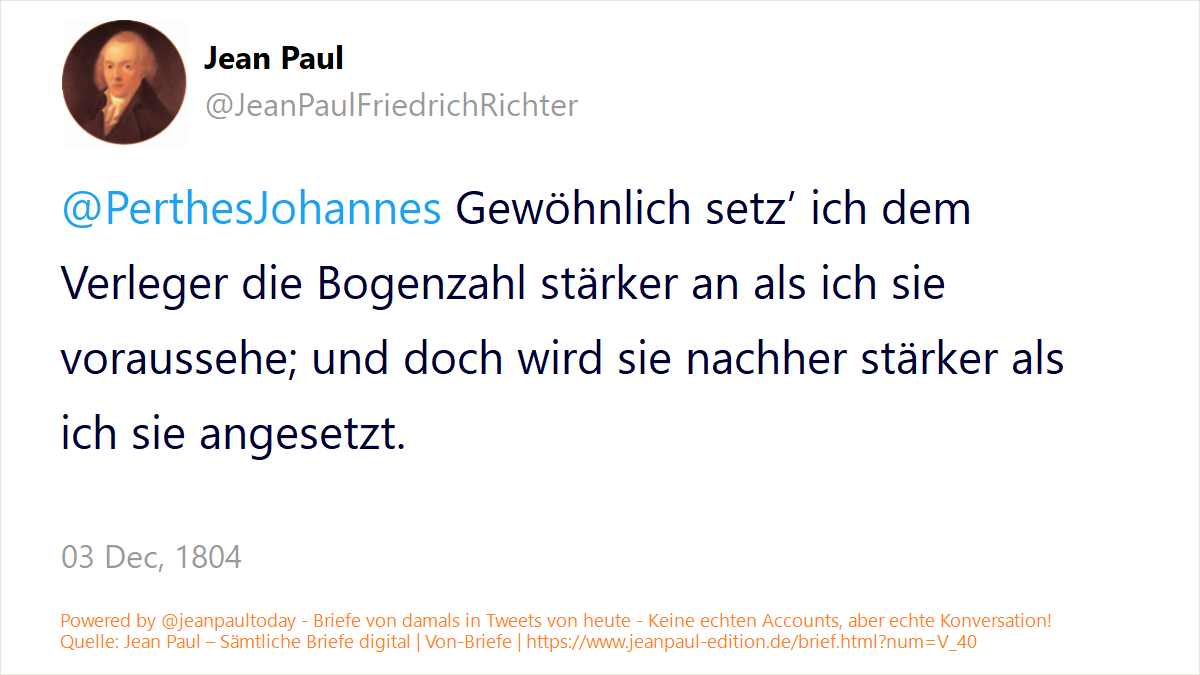 Jean Paul
@JeanPaulFriedrichRichter
@PerthesJohannes Gewöhnlich setz’ ich dem
Verleger die Bogenzahl stärker an als ich sie
voraussehe; und doch wird sie nachher stärker als
ich sie angesetzt.
03 Dec, 1804
Powered by @jeanpaultoday - Briefe von damals in Tweets von heute - Keine echten Accounts, aber echte Konversation!
Quelle: Jean Paul – Sämtliche Briefe digital | Von-Briefe | https://www.jeanpaul-edition.de/brief.html?num=V_40